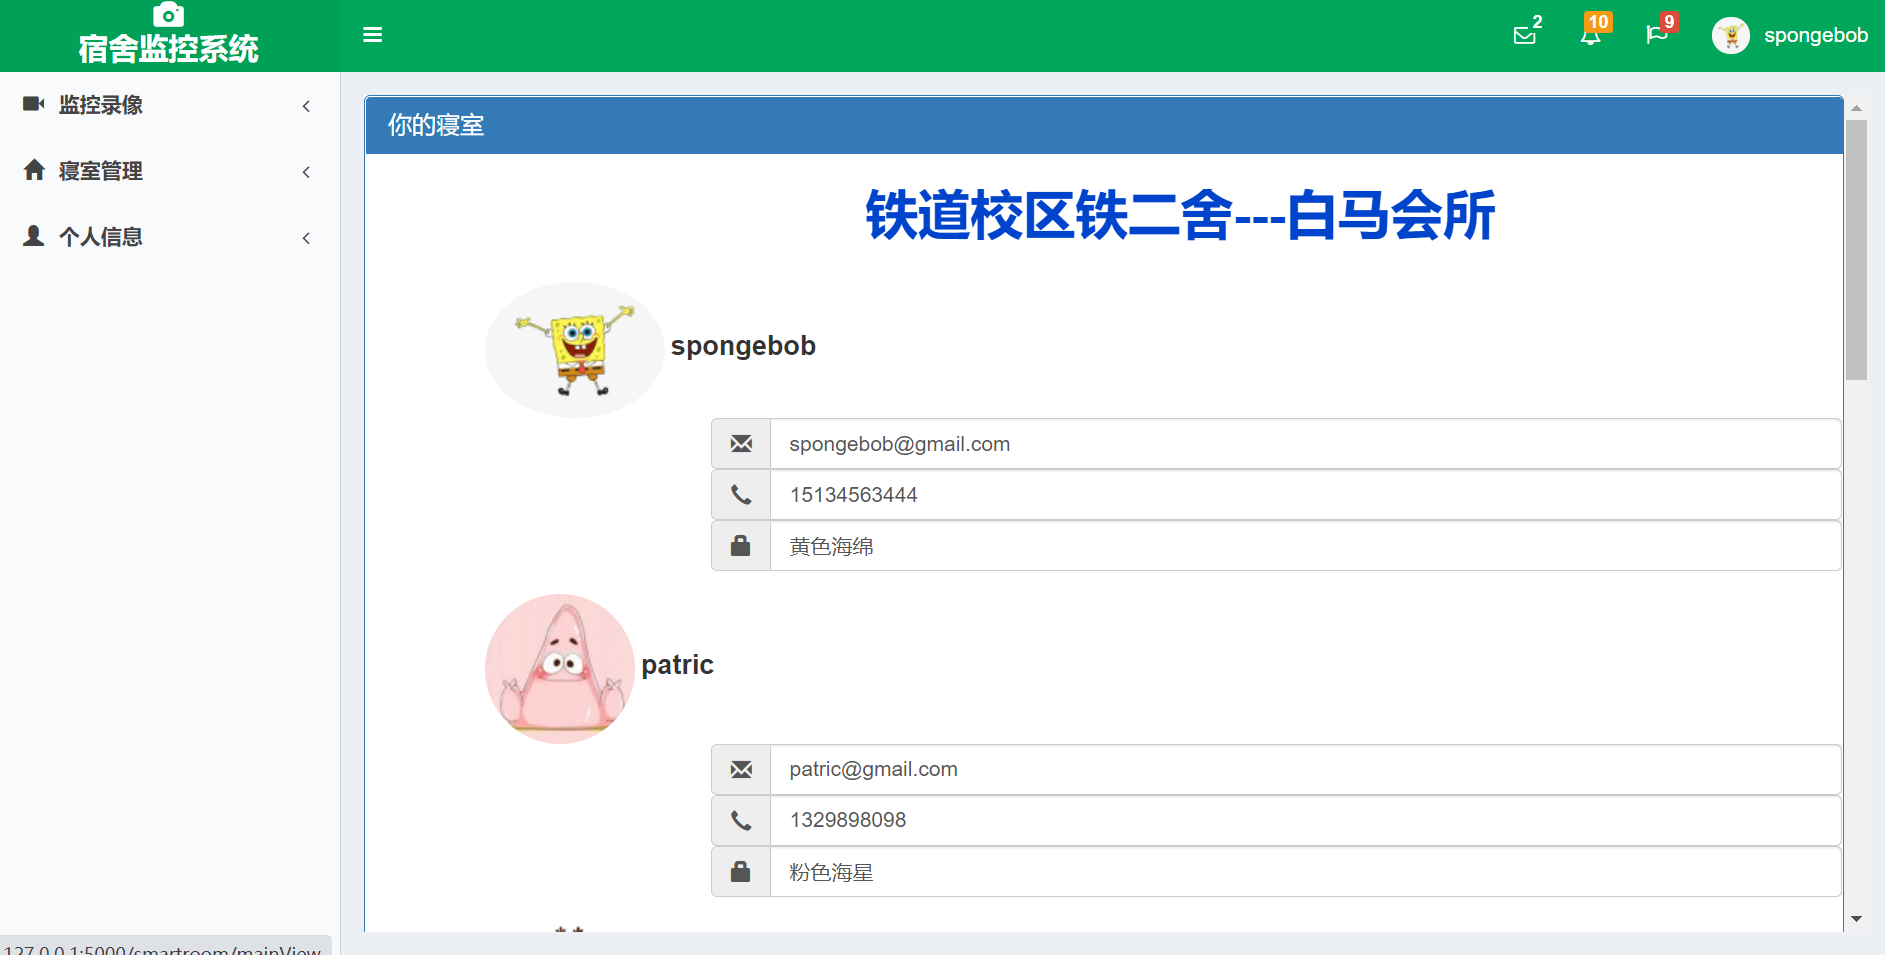 宿舍监控系统
2
10
9
spongebob
监控录像
寝室管理
个人信息
你的寝室
铁道校区铁二舍---白马会所
spongebob
spongebob@gmail.com
15134563444
黄色海绵
patric
patric@gmail.com
1329898098
粉色海星
127.0.0.1:5000/smartroom/mainView